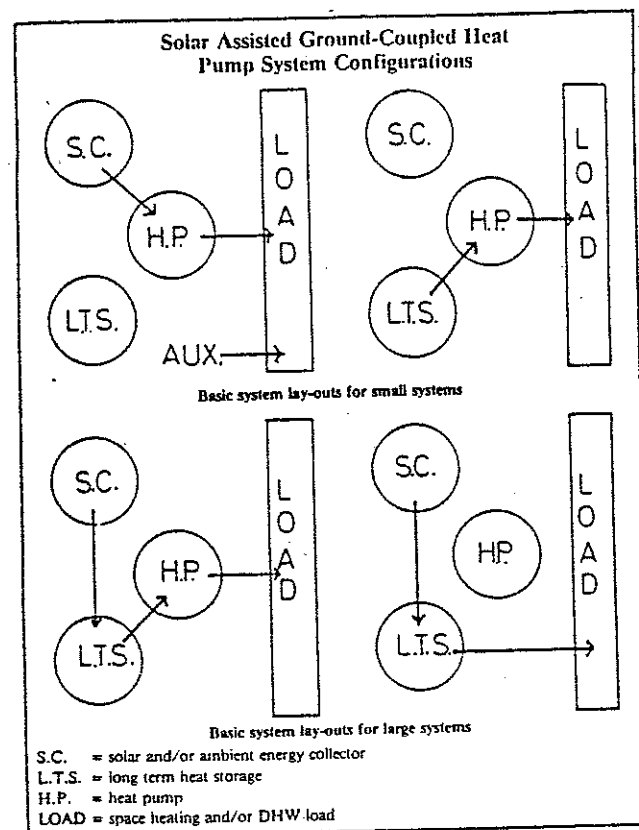 Solar Assisted Ground-Coupled Heat
Pump System Configurations
S.C.
H.P.
L.T.S.
AUX.
LOAD
S.C.
H.P.
L.T.S.
LOAD
Basic system lay-outs for small systems
S.C.
H.P.
L.T.S.
LOAD
S.C.
H.P.
L.T.S.
LOAD
Basic system lay-outs for large systems
S.C. = solar and/or ambient energy collector
L.T.S. = long term heat storage
H.P. = heat pump
LOAD = space heating and/or DHW load